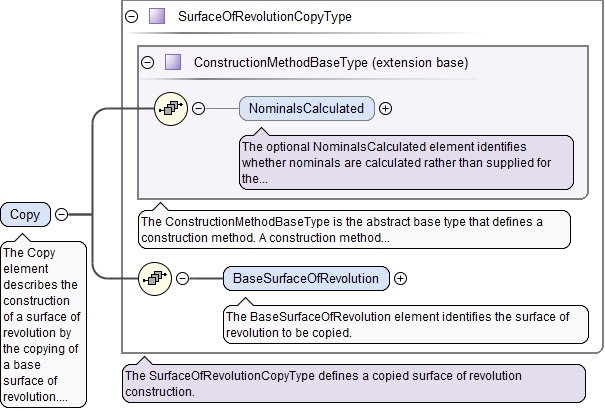 SurfaceOfRevolutionCopyType
ConstructionMethodBaseType (extension base)
NominalsCalculated
The optional NominalsCalculated element identifies
whether nominals are calculated rather than supplied for
the...
Copy
The Copy
element
describes the
construction
of a surface of
revolution by
the copying of
a base
surface of
revolution....
The ConstructionMethodBaseType is the abstract base type that defines a
construction method. A construction method...
BaseSurfaceOfRevolution
The BaseSurfaceOfRevolution element identifies the surface of
revolution to be copied.
The SurfaceOfRevolutionCopyType defines a copied surface of revolution
construction.